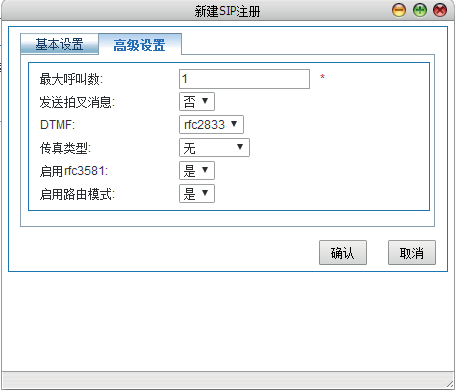 新建SIP注册
基本设置 高级设置
最大呼叫数: 1 *
发送拍叉消息: 否
DTMF: rfc2833
传真类型: 无
启用rfc3581: 是
启用路由模式: 是
确认 取消